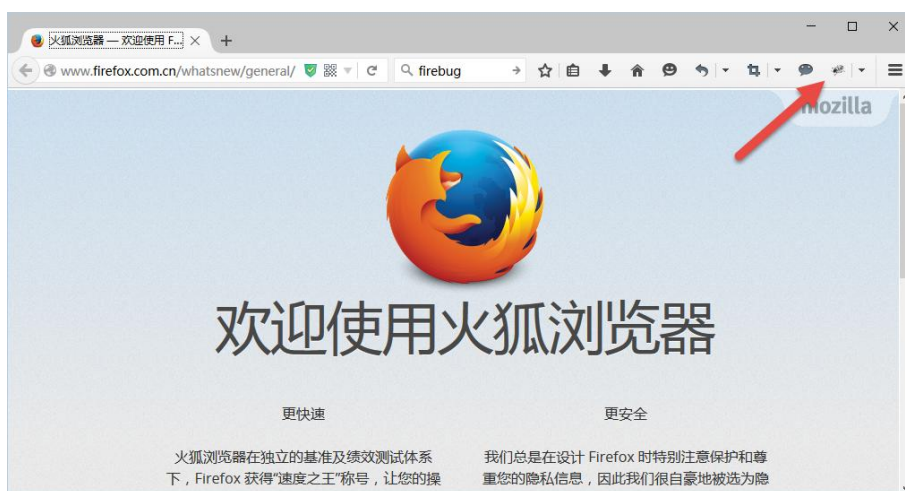 火狐浏览器 — 欢迎使用 F...
www.firefox.com.cn/whatsnew/general/
firebug
mozilla
欢迎使用火狐浏览器
更快速
更安全
火狐浏览器在独立的基准及绩效测试体系
下，Firefox 获得“速度之王”称号，让您的操
我们总是在设计 Firefox 时特别注意保护和尊
重您的隐私信息，因此我们很自豪地被选为隐